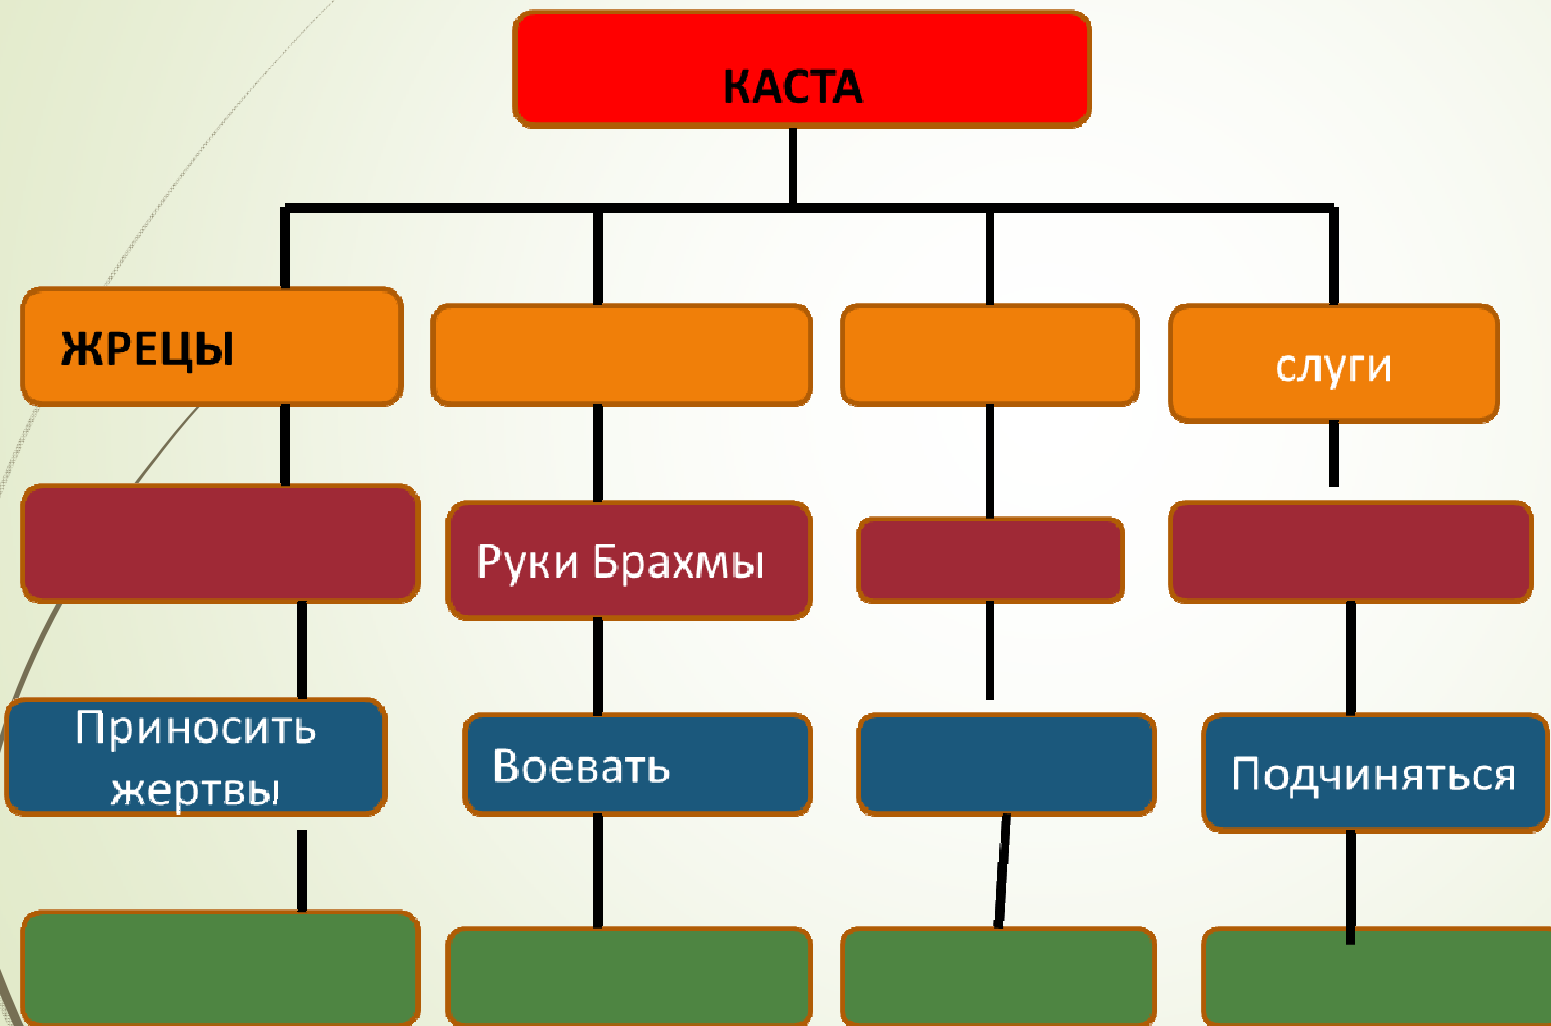 КАСТА
ЖРЕЦЫ
слуги
Руки Брахмы
Приносить
жертвы
Воевать
Подчиняться